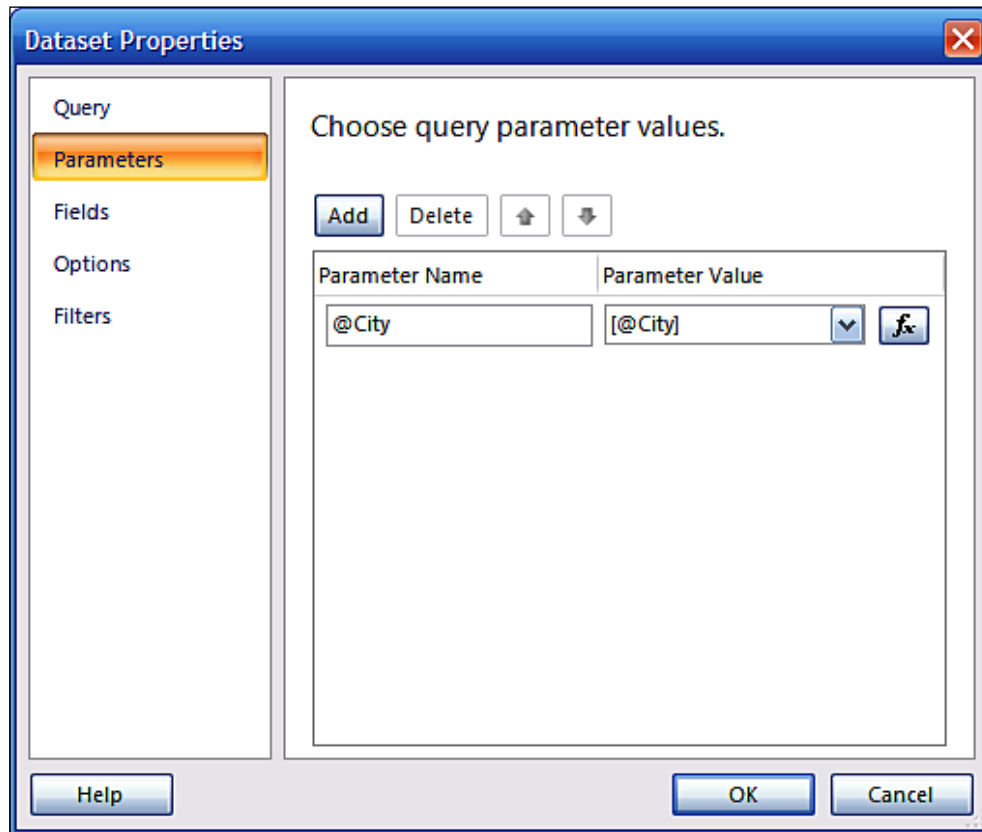 Dataset Properties
Query
Parameters
Fields
Options
Filters
Choose query parameter values.
Add Delete
Parameter Name Parameter Value
@City [@City] fx
Help OK Cancel